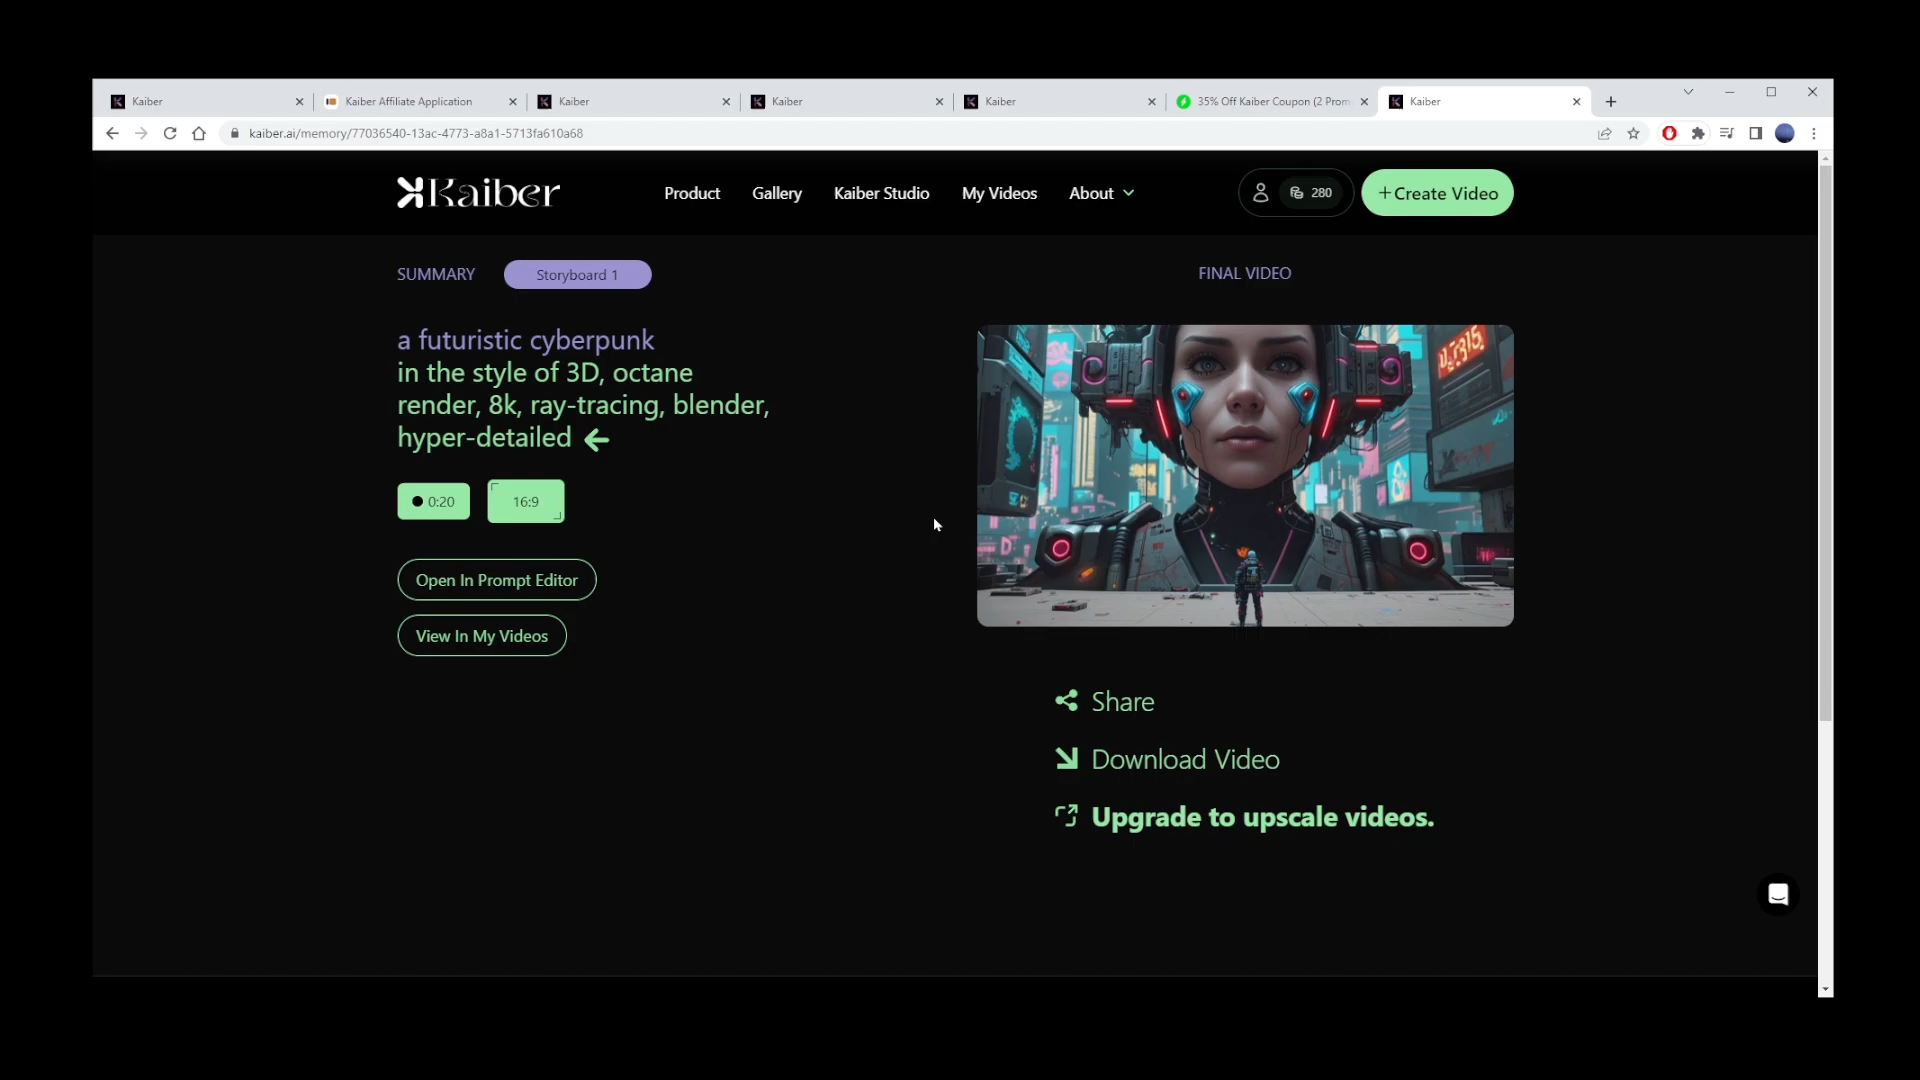 Kaiber
Kaiber Affiliate Application
Kaiber
Kaiber
Kaiber
35% Off Kaiber Coupon (2 Prom
Kaiber
kaiber.ai/memory/77036540-13ac-4773-a8a1-5713fa610a68
Kaiber
Product
Gallery
Kaiber Studio
My Videos
About
280
+Create Video
SUMMARY
Storyboard 1
FINAL VIDEO
a futuristic cyberpunk
in the style of 3D, octane
render, 8k, ray-tracing, blender,
hyper-detailed
0:20
16:9
Open In Prompt Editor
View In My Videos
Share
Download Video
Upgrade to upscale videos.